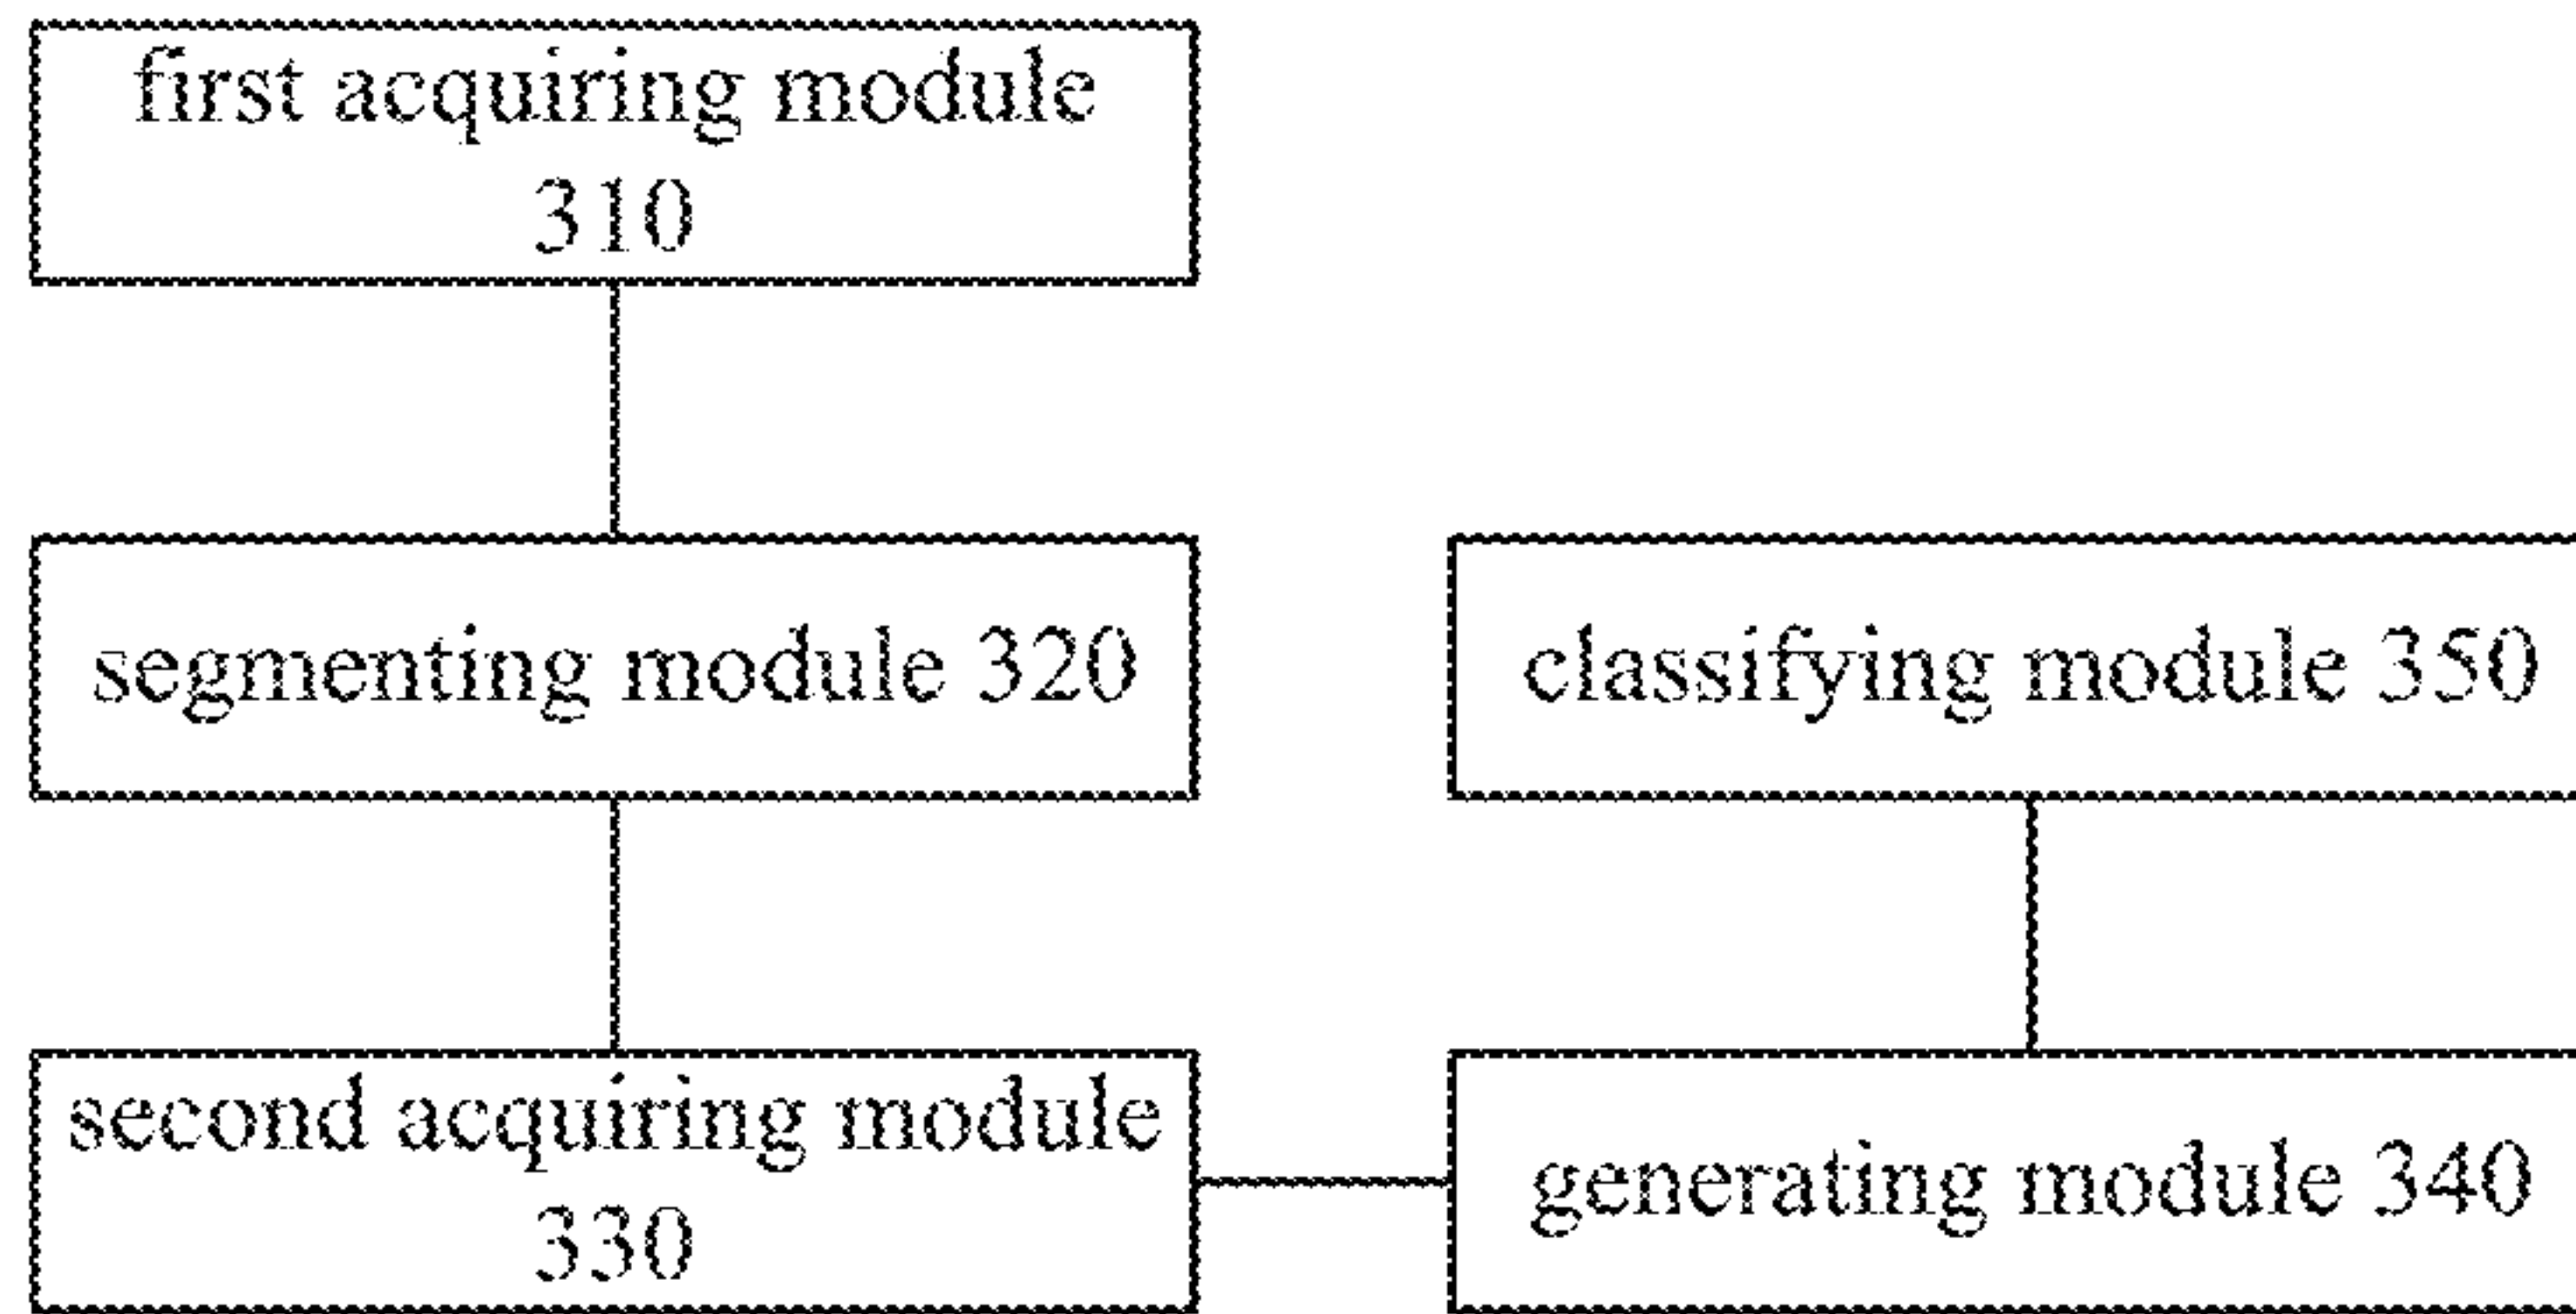 first acquiring module
310
segmenting module 320
classifying module 350
second acquiring module
330
generating module 340